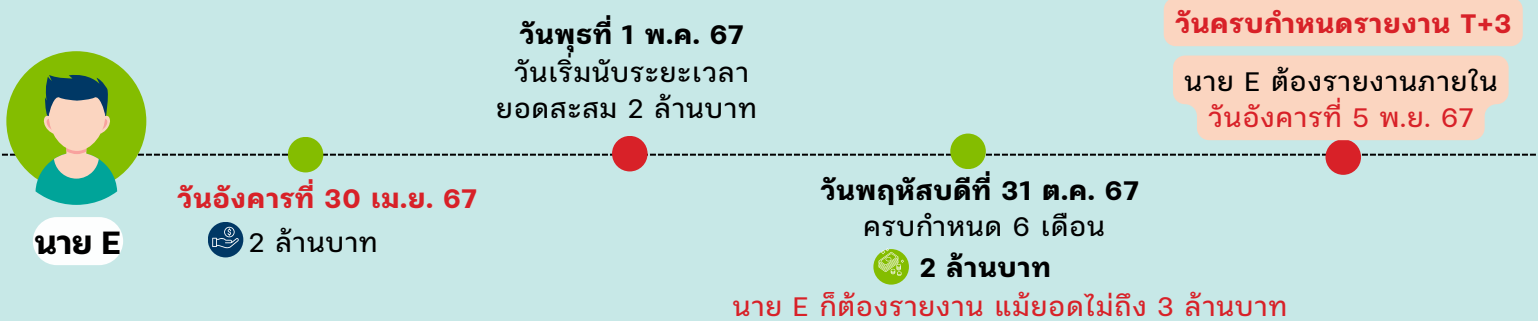 นาย E
วันอังคารที่ 30 เม.ย. 67
2 ล้านบาท
วันพุธที่ 1 พ.ค. 67
วันเริ่มนับระยะเวลา
ยอดสะสม 2 ล้านบาท
วันพฤหัสบดีที่ 31 ต.ค. 67
ครบกำหนด 6 เดือน
2 ล้านบาท
นาย E ก็ต้องรายงาน แม้ยอดไม่ถึง 3 ล้านบาท
วันครบกำหนดรายงาน T+3
นาย E ต้องรายงานภายใน
วันอังคารที่ 5 พ.ย. 67